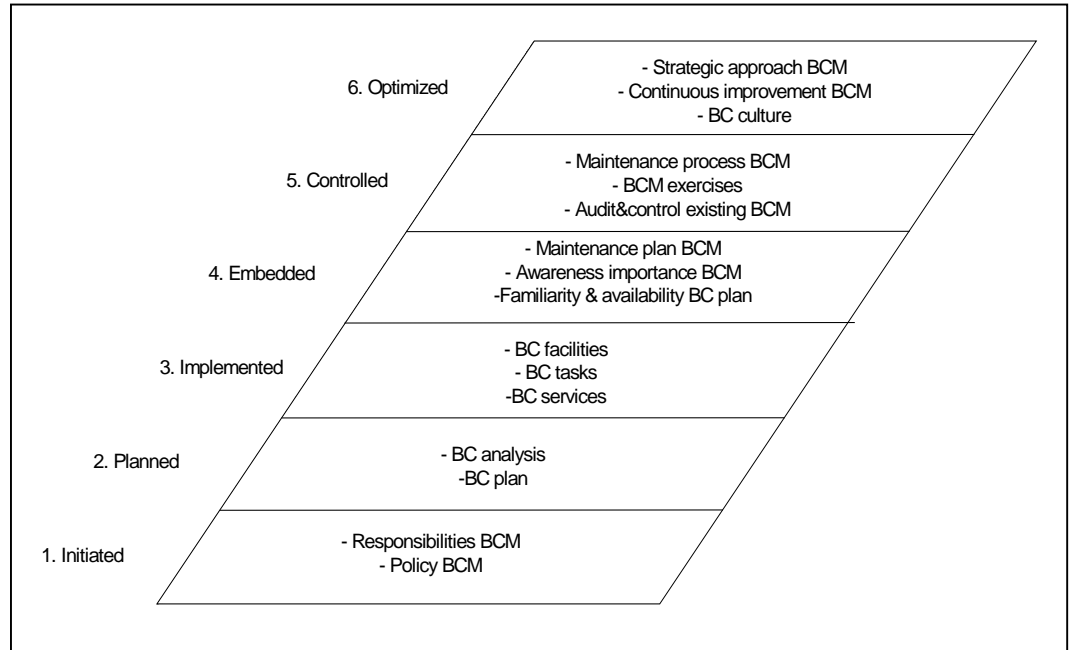 6. Optimized
- Strategic approach BCM
- Continuous improvement BCM
- BC culture
5. Controlled
- Maintenance process BCM
- BCM exercises
- Audit&control existing BCM
4. Embedded
- Maintenance plan BCM
- Awareness importance BCM
-Familiarity & availability BC plan
3. Implemented
- BC facilities
- BC tasks
-BC services
2. Planned
- BC analysis
-BC plan
1. Initiated
- Responsibilities BCM
- Policy BCM